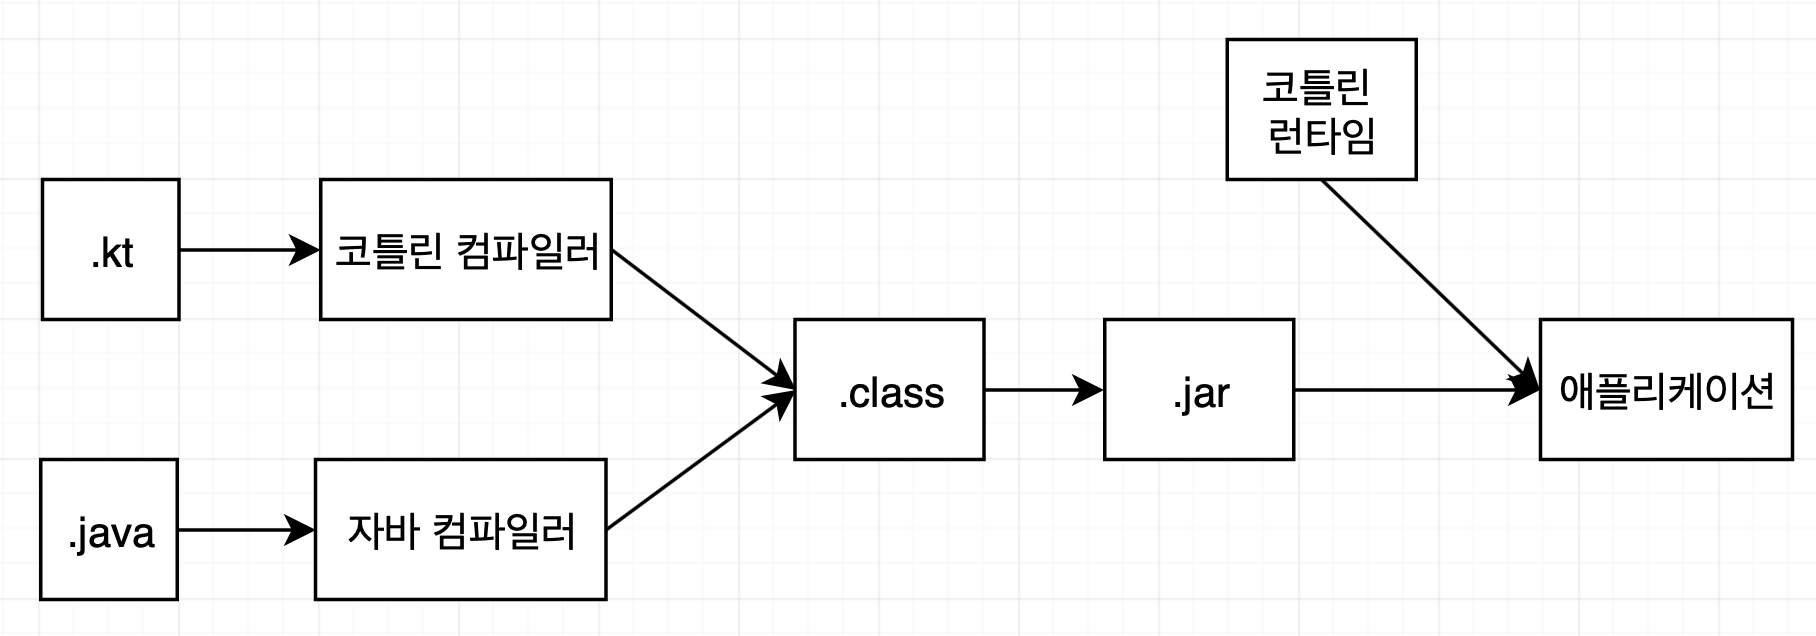 코틀린
런타임
.kt
코틀린 컴파일러
.class
.jar
애플리케이션
.java
자바 컴파일러